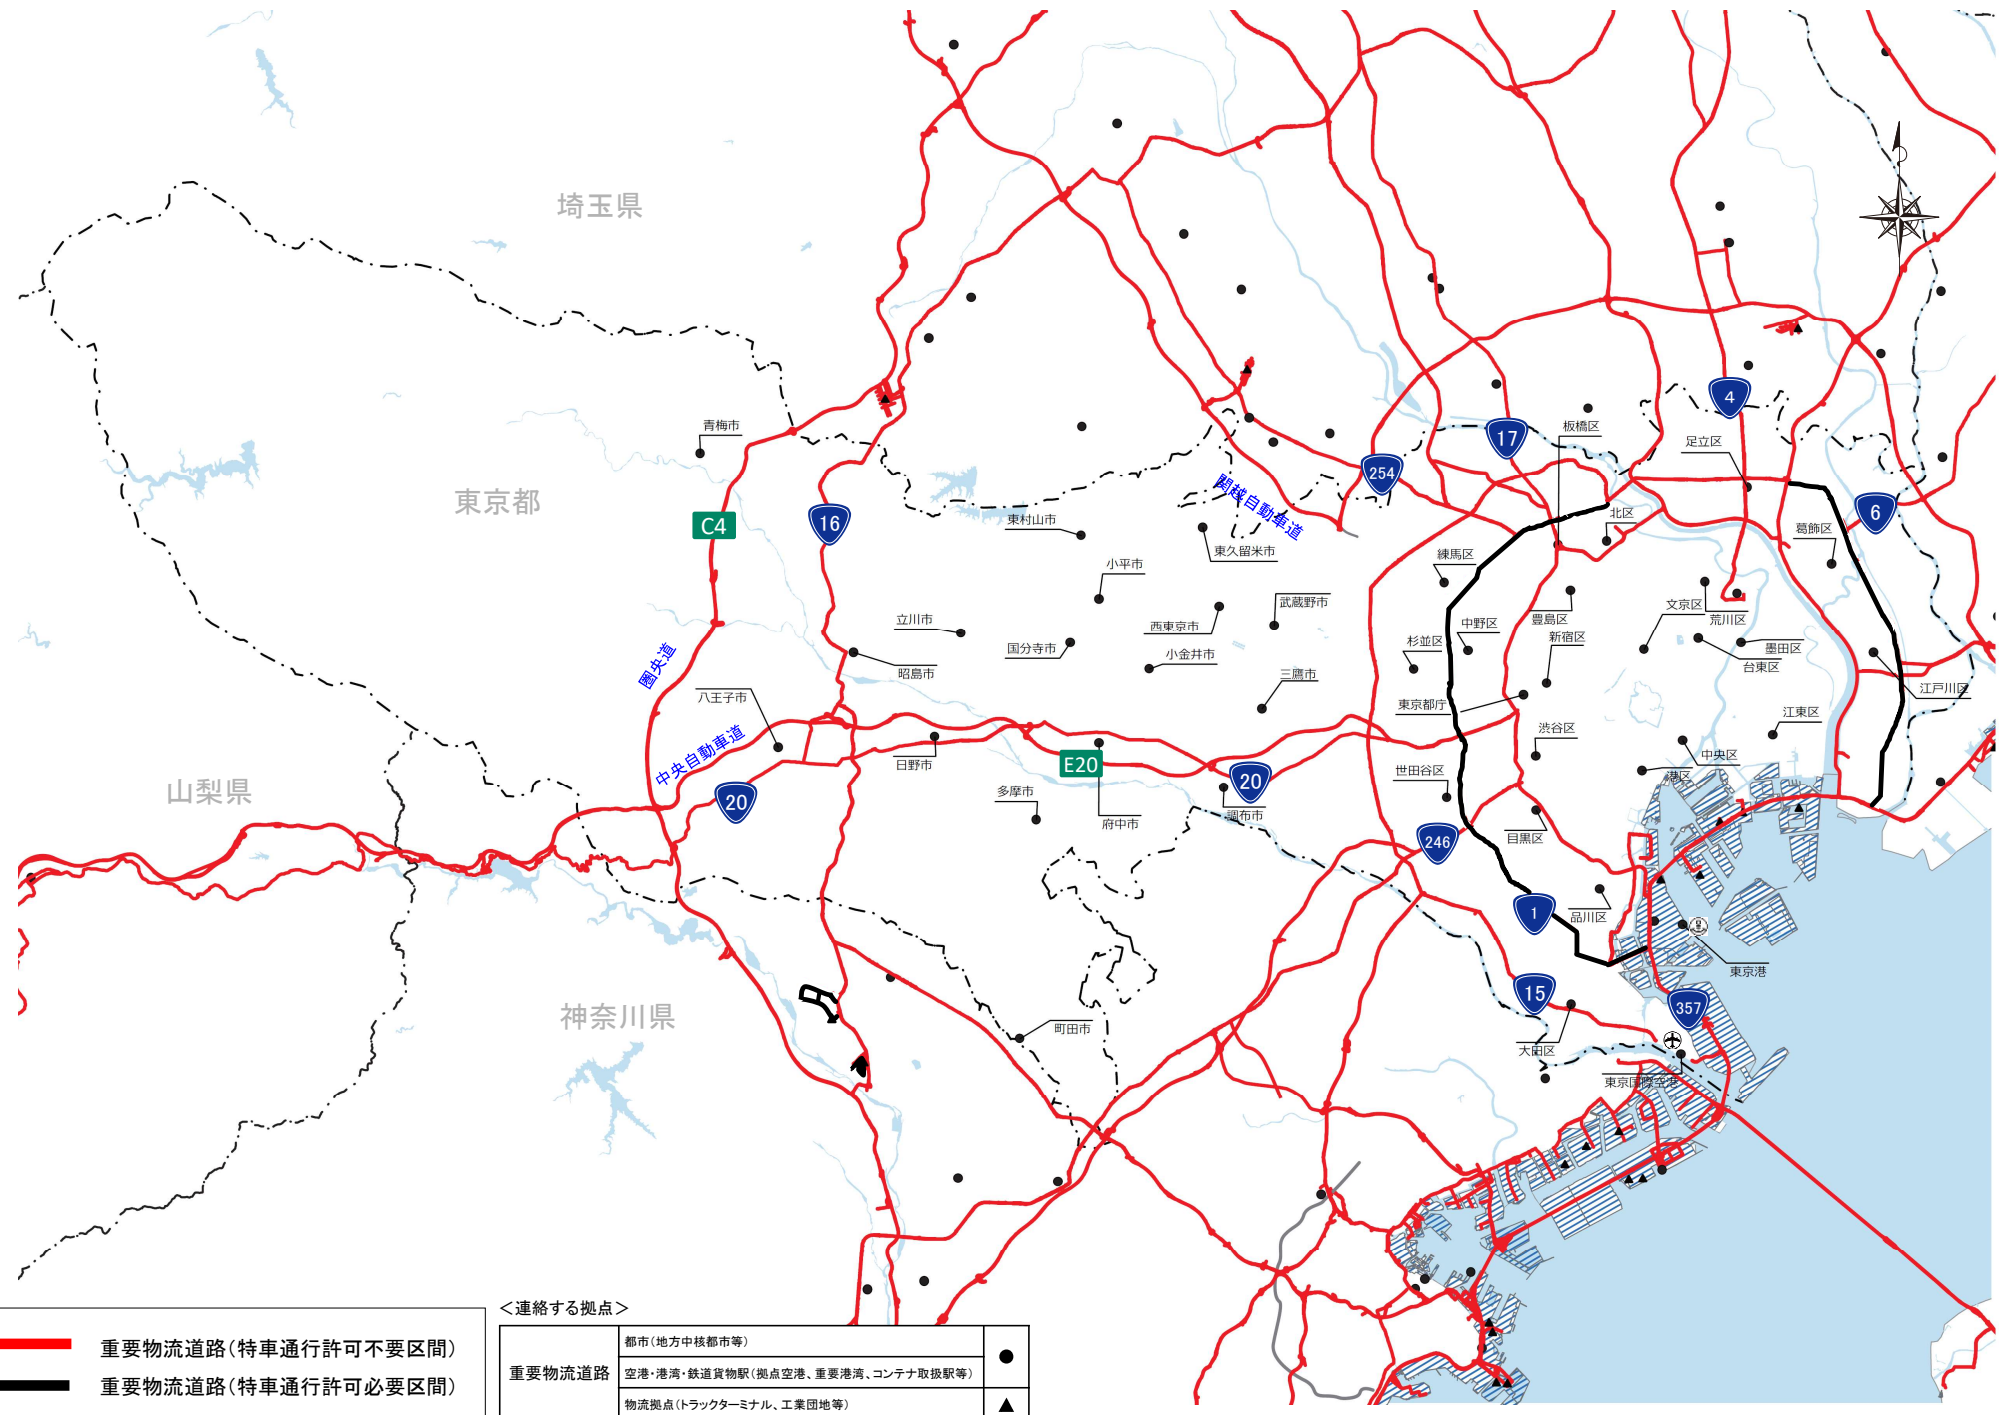 埼玉県
東京都
山梨県
神奈川県
青梅市
C4
16
圏央道
中央自動車道
八王子市
20
昭島市
立川市
日野市
東村山市
小平市
国分寺市
西東京市
小金井市
東久留米市
関越自動車道
武蔵野市
三鷹市
E20
府中市
多摩市
20
調布市
町田市
254
17
4
6
板橋区
足立区
北区
葛飾区
練馬区
中野区
杉並区
豊島区
新宿区
文京区
荒川区
墨田区
台東区
江戸川区
江東区
東京都庁
渋谷区
中央区
港区
世田谷区
246
目黒区
1
品川区
東京港
15
357
大田区
東京国際空港
重要物流道路(特車通行許可不要区間)
重要物流道路(特車通行許可必要区間)
<連絡する拠点>
重要物流道路
都市(地方中核都市等)
空港・港湾・鉄道貨物駅(拠点空港、重要港湾、コンテナ取扱駅等)
物流拠点(トラックターミナル、工業団地等)